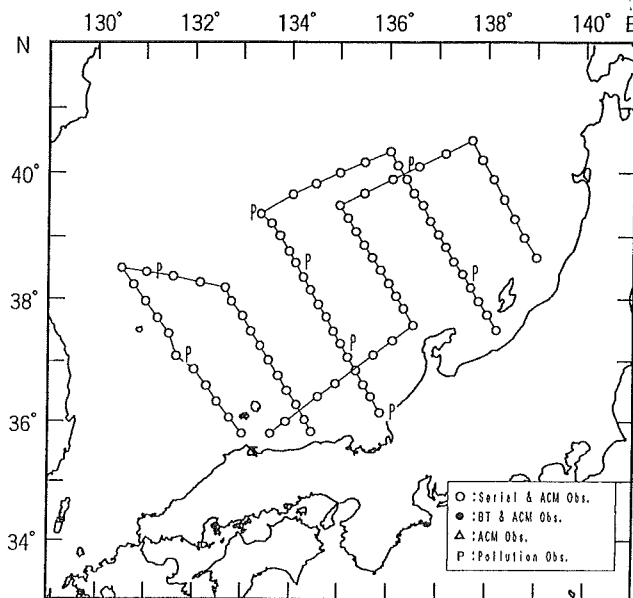 130° 132° 134° 136° 138° 140° E
N
P
40°
P
P
P
P
38°
P
P
36°
P
34°
○ :Serial & ACM Obs.
● :BT & ACM Obs.
△ :ACM Obs.
P :Pollution Obs.